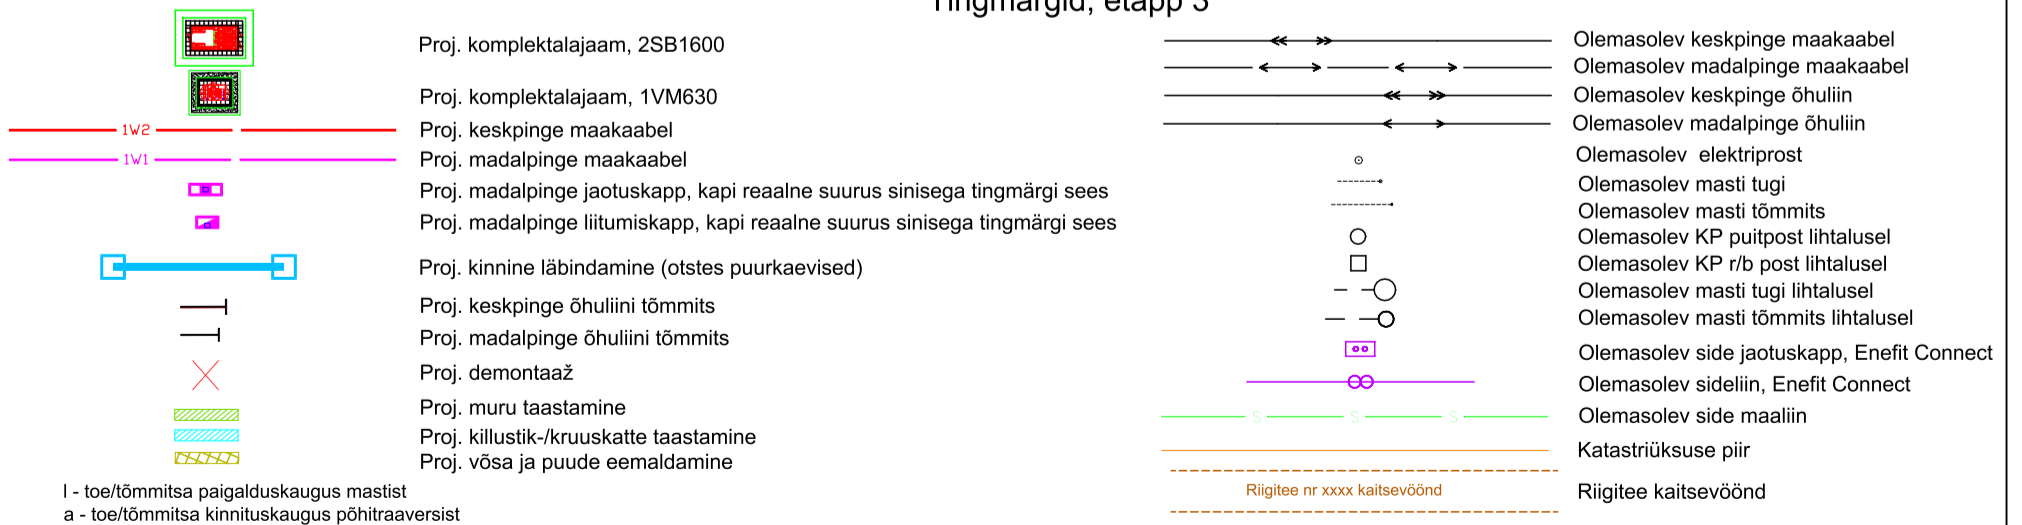 Tingmärgid, etapp 3
Proj. komplektalajaam, 2SB1600
Proj. komplektalajaam, 1VM630
1W2
Proj. keskpinge maakaabel
1W1
Proj. madalpinge maakaabel
Proj. madalpinge jaotuskapp, kapi reaalne suurus sinisega tingmärgi sees
Proj. madalpinge liitumiskapp, kapi reaalne suurus sinisega tingmärgi sees
Proj. kinnine läbindamine (otstes puurkaevised)
Proj. keskpinge õhuliini tõmmits
Proj. madalpinge õhuliini tõmmits
Proj. demontaaž
Proj. muru taastamine
Proj. killustik-/kruuskatte taastamine
Proj. võsa ja puude eemaldamine
l - toe/tõmmitsa paigalduskaugus mastist
a - toe/tõmmitsa kinnituskaugus põhitraaversist
Olemasolev keskpinge maakaabel
Olemasolev madalpinge maakaabel
Olemasolev keskpinge õhuliin
Olemasolev madalpinge õhuliin
Olemasolev elektriprost
Olemasolev masti tugi
Olemasolev masti tõmmits
Olemasolev KP puitpost lihtalusel
Olemasolev KP r/b post lihtalusel
Olemasolev masti tugi lihtalusel
Olemasolev masti tõmmits lihtalusel
Olemasolev side jaotuskapp, Enefit Connect
Olemasolev sideliin, Enefit Connect
S S S
Olemasolev side maaliin
Katastriüksuse piir
Riigitee nr xxxx kaitsevöönd
Riigitee kaitsevöönd